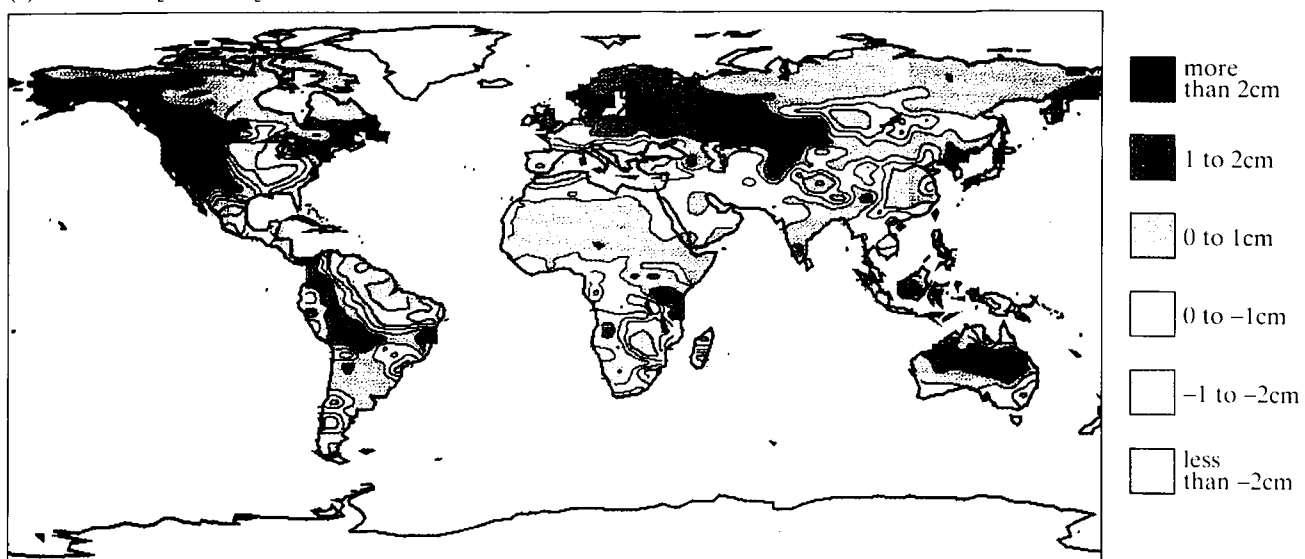 more
than 2cm
1 to 2cm
0 to 1cm
0 to –1cm
–1 to –2cm
less
than –2cm